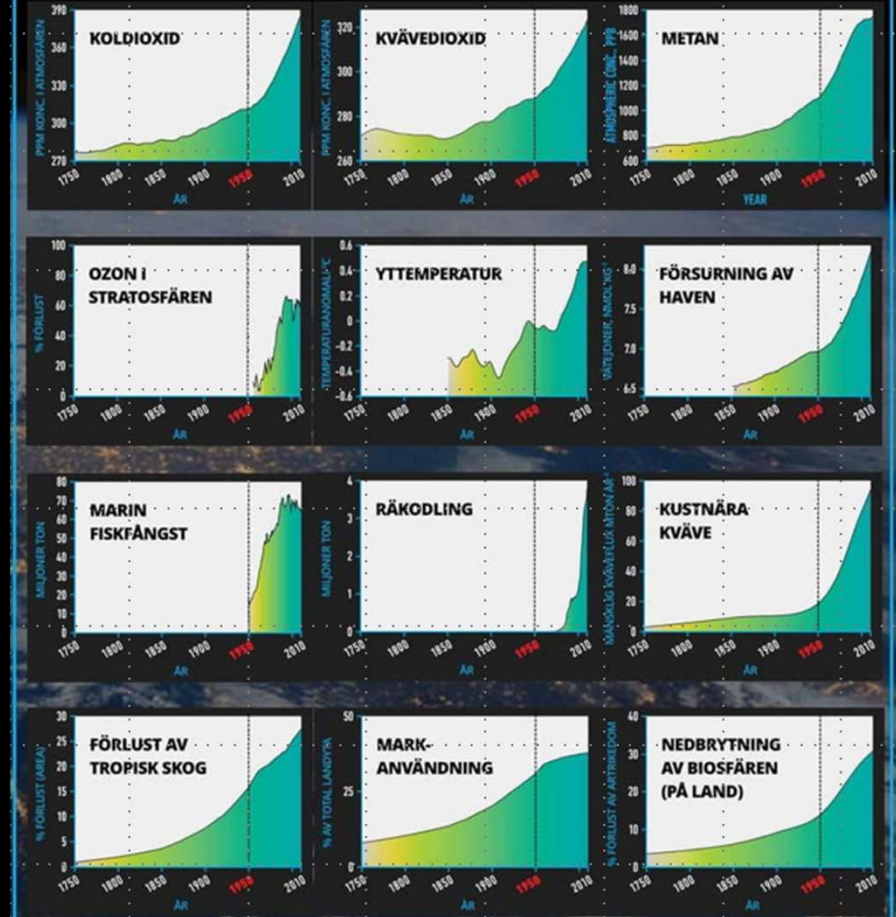 KOLDIOXID
PPM KONC. I ATMOSFÄREN
390
360
330
300
270
1750 1800 1850 1900 1950 2010
ÅR
KVÄVEDIOXID
PPM KONC. I ATMOSFÄREN
320
300
280
260
1750 1800 1850 1900 1950 2010
ÅR
METAN
ATMOSPHERIC CONC., PPB
1800
1600
1400
1200
1000
800
600
1750 1800 1850 1900 1950 2010
YEAR
OZON I
STRATOSFÄREN
% FÖRLUST
100
80
60
40
20
0
1750 1800 1850 1900 1950 2010
ÅR
YTTEMPERATUR
TEMPERATURANOMALI °C
0.6
0.4
0.2
0
-0.2
-0.4
-0.6
1750 1800 1850 1900 1950 2010
ÅR
FÖRSURNING AV
HAVEN
VÄTEJONER, NMOL KG
8.0
7.5
7.0
6.5
1750 1800 1850 1900 1950 2010
ÅR
MARIN
FISKFÅNGST
MILJONER TON
80
70
60
50
40
30
20
10
0
1750 1800 1850 1900 1950 2010
ÅR
RÄKODLING
MILJONER TON
4
3
2
1
0
1750 1800 1850 1900 1950 2010
ÅR
KUSTNÄRA
KVÄVE
MÄNSKLIG KVÄVEFLUX MTON ÅR
100
80
60
40
20
0
1750 1800 1850 1900 1950 2010
ÅR
FÖRLUST AV
TROPISK SKOG
% FÖRLUST (AREA)
30
25
20
15
10
5
0
1750 1800 1850 1900 1950 2010
ÅR
MARK-
ANVÄNDNING
% AV TOTAL LANDYTA
50
25
0
1750 1800 1850 1900 1950 2010
ÅR
NEDBRYTNING
AV BIOSFÄREN
(PÅ LAND)
% FÖRLUST AV ARTRIKEDOM
40
30
20
10
0
1750 1800 1850 1900 1950 2010
ÅR